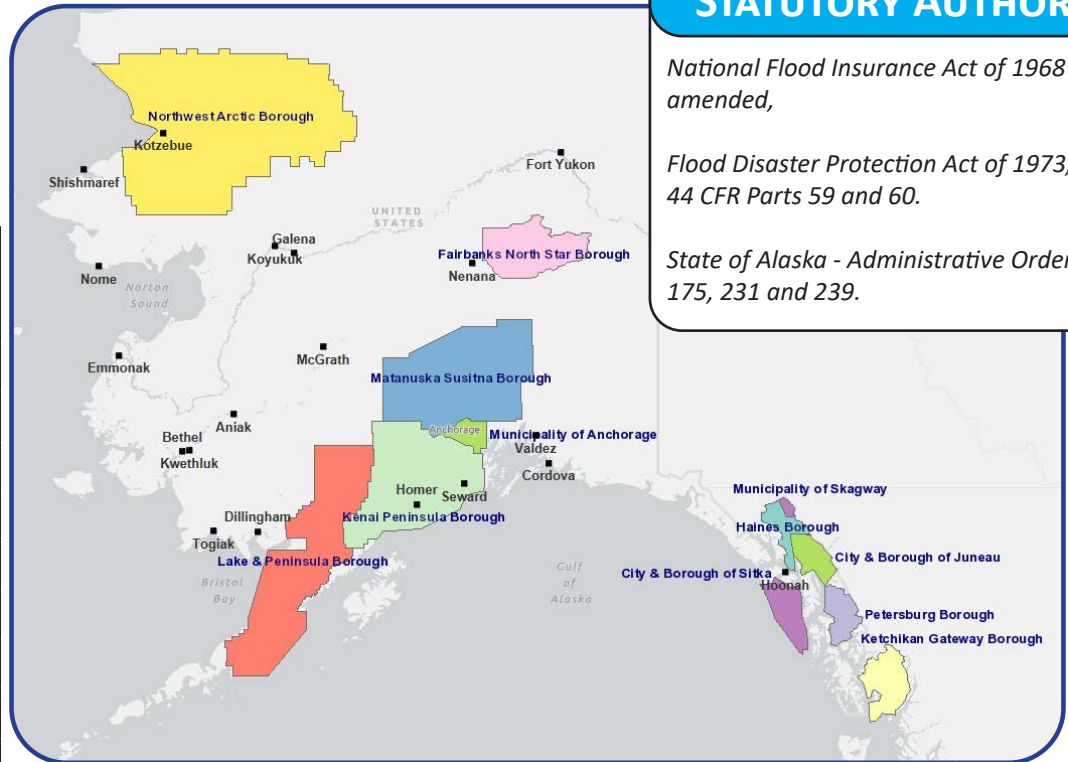 STATUTORY AUTHOR
National Flood Insurance Act of 1968
amended,
Flood Disaster Protection Act of 1973,
44 CFR Parts 59 and 60.
State of Alaska - Administrative Order
175, 231 and 239.
Northwest Arctic Borough
Kotzebue
Shishmaref
Fort Yukon
UNITED
STATES
Galena
Koyukuk
Fairbanks North Star Borough
Nenana
Nome
Norton
Sound
McGrath
Emmonak
Matanuska Susitna Borough
Aniak
Anchorage
Municipality of Anchorage
Bethel
Kwethluk
Valdez
Cordova
Homer
Seward
Municipality of Skagway
Dillingham
Kenai Peninsula Borough
Haines Borough
Togiak
Lake & Peninsula Borough
City & Borough of Juneau
City & Borough of Sitka
Hoonah
Bristol
Bay
Gulf
of
Alaska
Petersburg Borough
Ketchikan Gateway Borough